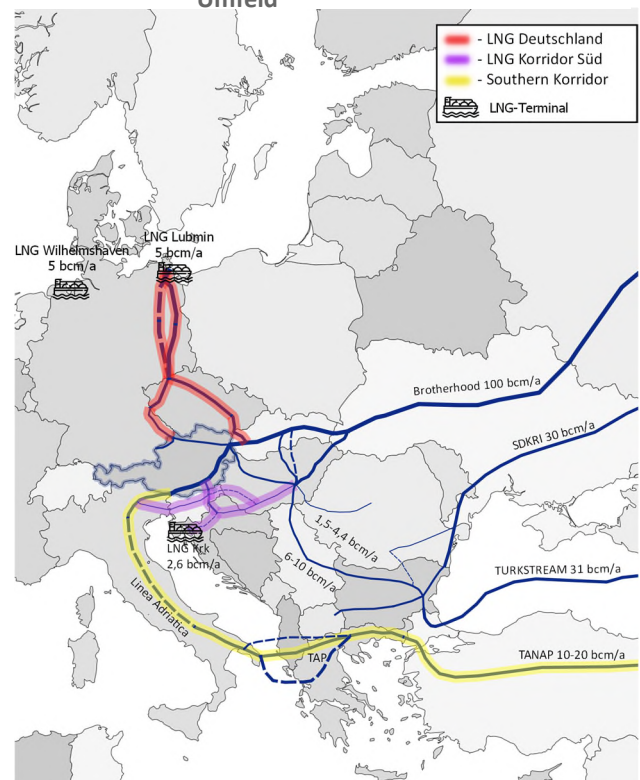 Umfeld
- LNG Deutschland
- LNG Korridor Süd
- Southern Korridor
LNG-Terminal
LNG Wilhelmshaven
5 bcm/a
LNG Lubmin
5 bcm/a
Brotherhood 100 bcm/a
SDKRI 30 bcm/a
1,5-4,4 bcm/a
6-10 bcm/a
LNG Krk
2,6 bcm/a
TURKSTREAM 31 bcm/a
Linea Adriatica
TAP
TANAP 10-20 bcm/a